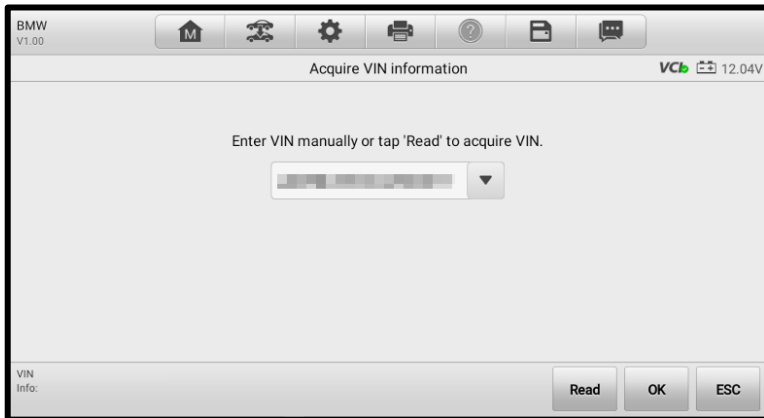 BMW
V1.00
Acquire VIN information
VCI 12.04V
Enter VIN manually or tap 'Read' to acquire VIN.
VIN
Info:
Read OK ESC